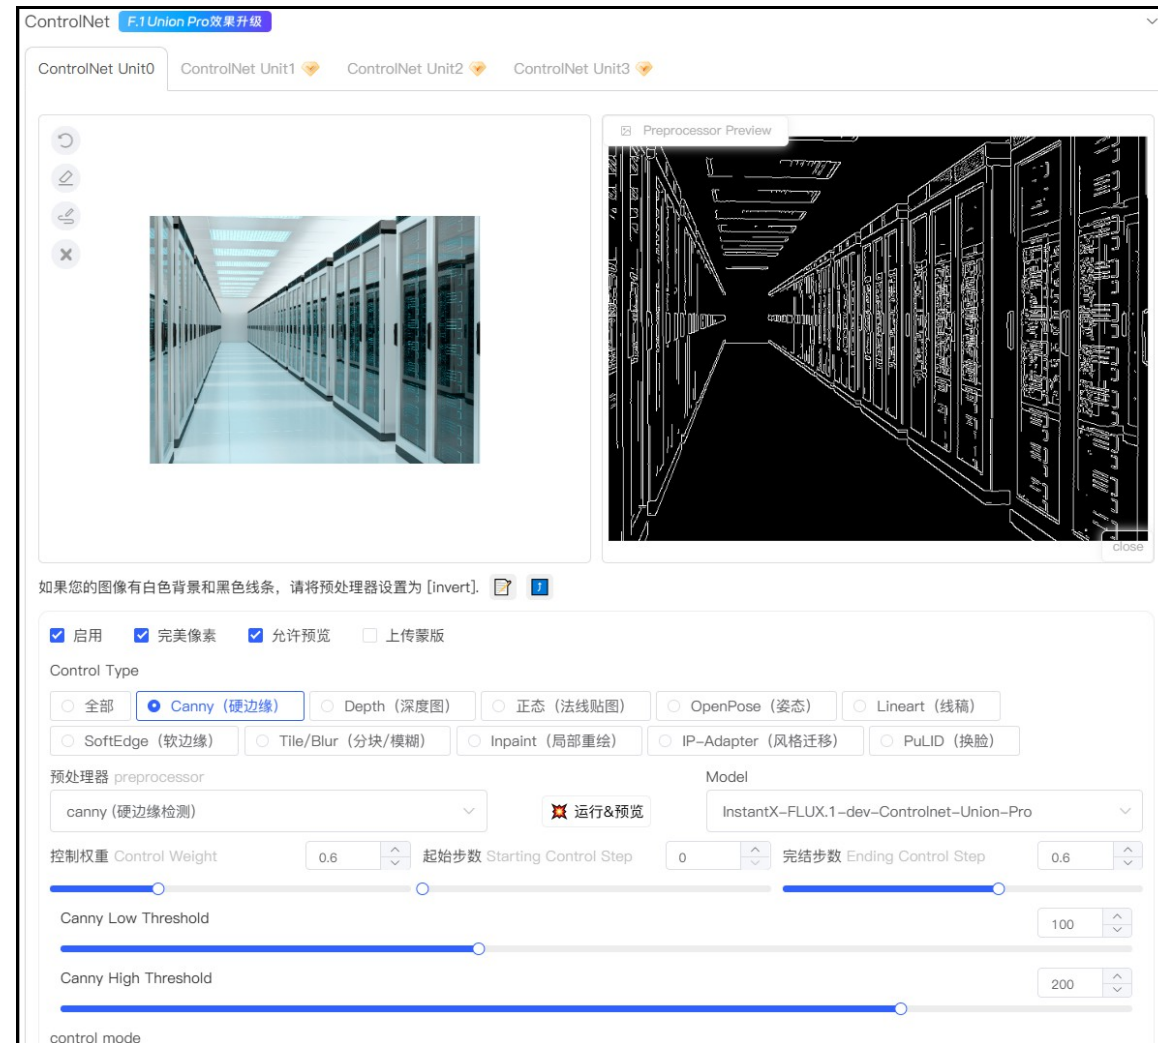 ControlNet F.1 Union Pro效果升级
ControlNet Unit0 ControlNet Unit1 ControlNet Unit2 ControlNet Unit3
Preprocessor Preview
close
如果您的图像有白色背景和黑色线条，请将预处理器设置为 [invert].
启用 完美像素 允许预览 上传蒙版
Control Type
全部 Canny（硬边缘） Depth（深度图） 正态（法线贴图） OpenPose（姿态） Lineart（线稿）
SoftEdge（软边缘） Tile/Blur（分块/模糊） Inpaint（局部重绘） IP-Adapter（风格迁移） PuLID（换脸）
预处理器 preprocessor Model
canny (硬边缘检测) 运行&预览 InstantX-FLUX.1-dev-Controlnet-Union-Pro
控制权重 Control Weight 0.6 起始步数 Starting Control Step 0 完结步数 Ending Control Step 0.6
Canny Low Threshold 100
Canny High Threshold 200
control mode